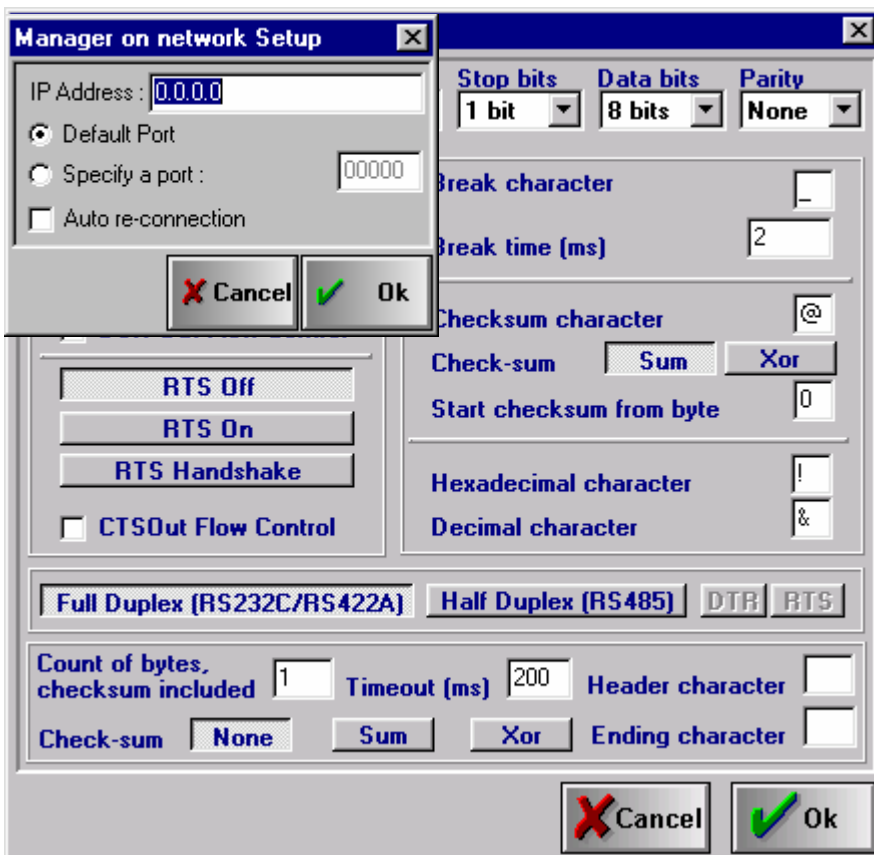 Manager on network Setup
IP Address : 0.0.0.0
Default Port
Specify a port : 00000
Auto re-connection
Cancel Ok
Stop bits Data bits Parity
1 bit 8 bits None
Break character _
Break time (ms) 2
Checksum character @
Check-sum Sum Xor
Start checksum from byte 0
Hexadecimal character !
Decimal character &
RTS Off
RTS On
RTS Handshake
CTSOut Flow Control
Full Duplex (RS232C/RS422A) Half Duplex (RS485) DTR RTS
Count of bytes,
checksum included 1 Timeout (ms) 200 Header character
Check-sum None Sum Xor Ending character
Cancel Ok